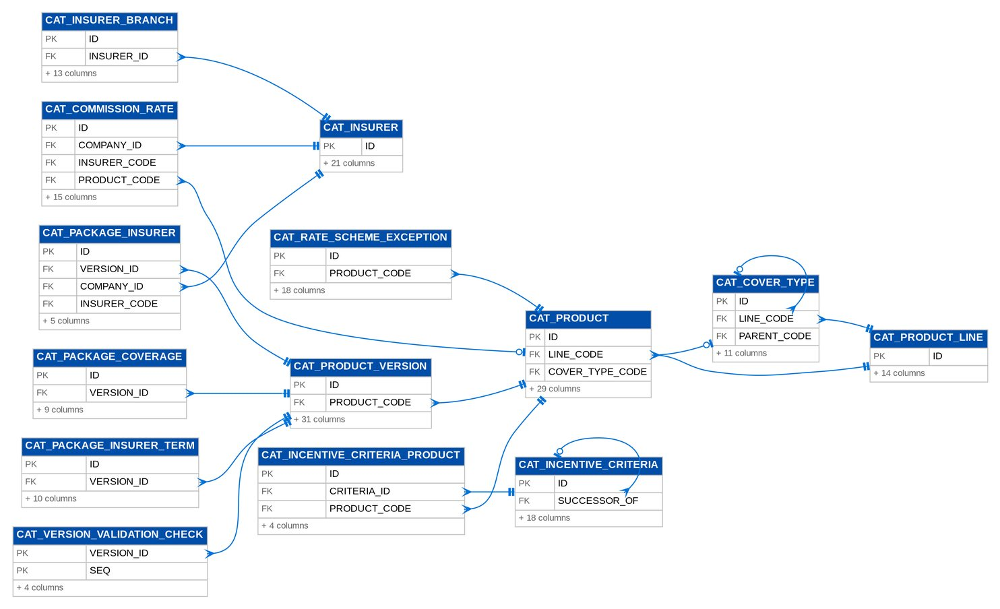 CAT_INSURER_BRANCH
PK ID
FK INSURER_ID
+ 13 columns
CAT_COMMISSION_RATE
PK ID
FK COMPANY_ID
FK INSURER_CODE
FK PRODUCT_CODE
+ 15 columns
CAT_INSURER
PK ID
+ 21 columns
CAT_PACKAGE_INSURER
PK ID
FK VERSION_ID
FK COMPANY_ID
FK INSURER_CODE
+ 5 columns
CAT_RATE_SCHEME_EXCEPTION
PK ID
FK PRODUCT_CODE
+ 18 columns
CAT_COVER_TYPE
PK ID
FK LINE_CODE
FK PARENT_CODE
+ 11 columns
CAT_PRODUCT
PK ID
FK LINE_CODE
FK COVER_TYPE_CODE
+ 29 columns
CAT_PRODUCT_LINE
PK ID
+ 14 columns
CAT_PACKAGE_COVERAGE
PK ID
FK VERSION_ID
+ 9 columns
CAT_PRODUCT_VERSION
PK ID
FK PRODUCT_CODE
+ 31 columns
CAT_PACKAGE_INSURER_TERM
PK ID
FK VERSION_ID
+ 10 columns
CAT_INCENTIVE_CRITERIA_PRODUCT
PK ID
FK CRITERIA_ID
FK PRODUCT_CODE
+ 4 columns
CAT_INCENTIVE_CRITERIA
PK ID
FK SUCCESSOR_OF
+ 18 columns
CAT_VERSION_VALIDATION_CHECK
PK VERSION_ID
PK SEQ
+ 4 columns